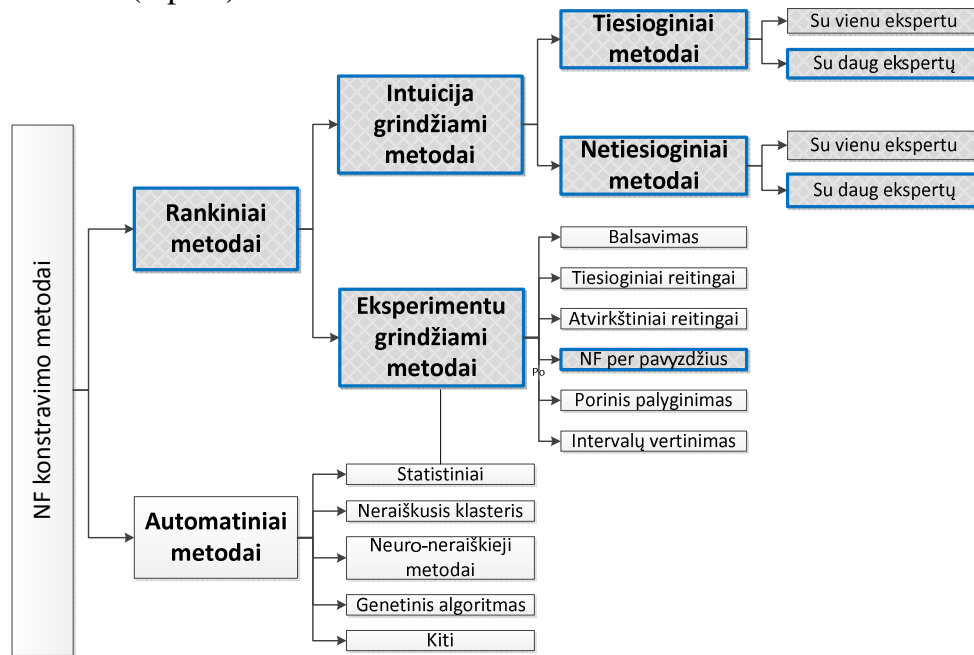 NF konstravimo metodai
Rankiniai
metodai
Intuicija
grindžiami
metodai
Tiesioginiai
metodai
Su vienu ekspertu
Su daug ekspertų
Netiesioginiai
metodai
Su vienu ekspertu
Su daug ekspertų
Eksperimentu
grindžiami
metodai
Balsavimas
Tiesioginiai reitingai
Atvirkštiniai reitingai
NF per pavyzdžius
Po
Porinis palyginimas
Intervalų vertinimas
Automatiniai
metodai
Statistiniai
Neraiškusis klasteris
Neuro-neraiškieji
metodai
Genetinis algoritmas
Kiti